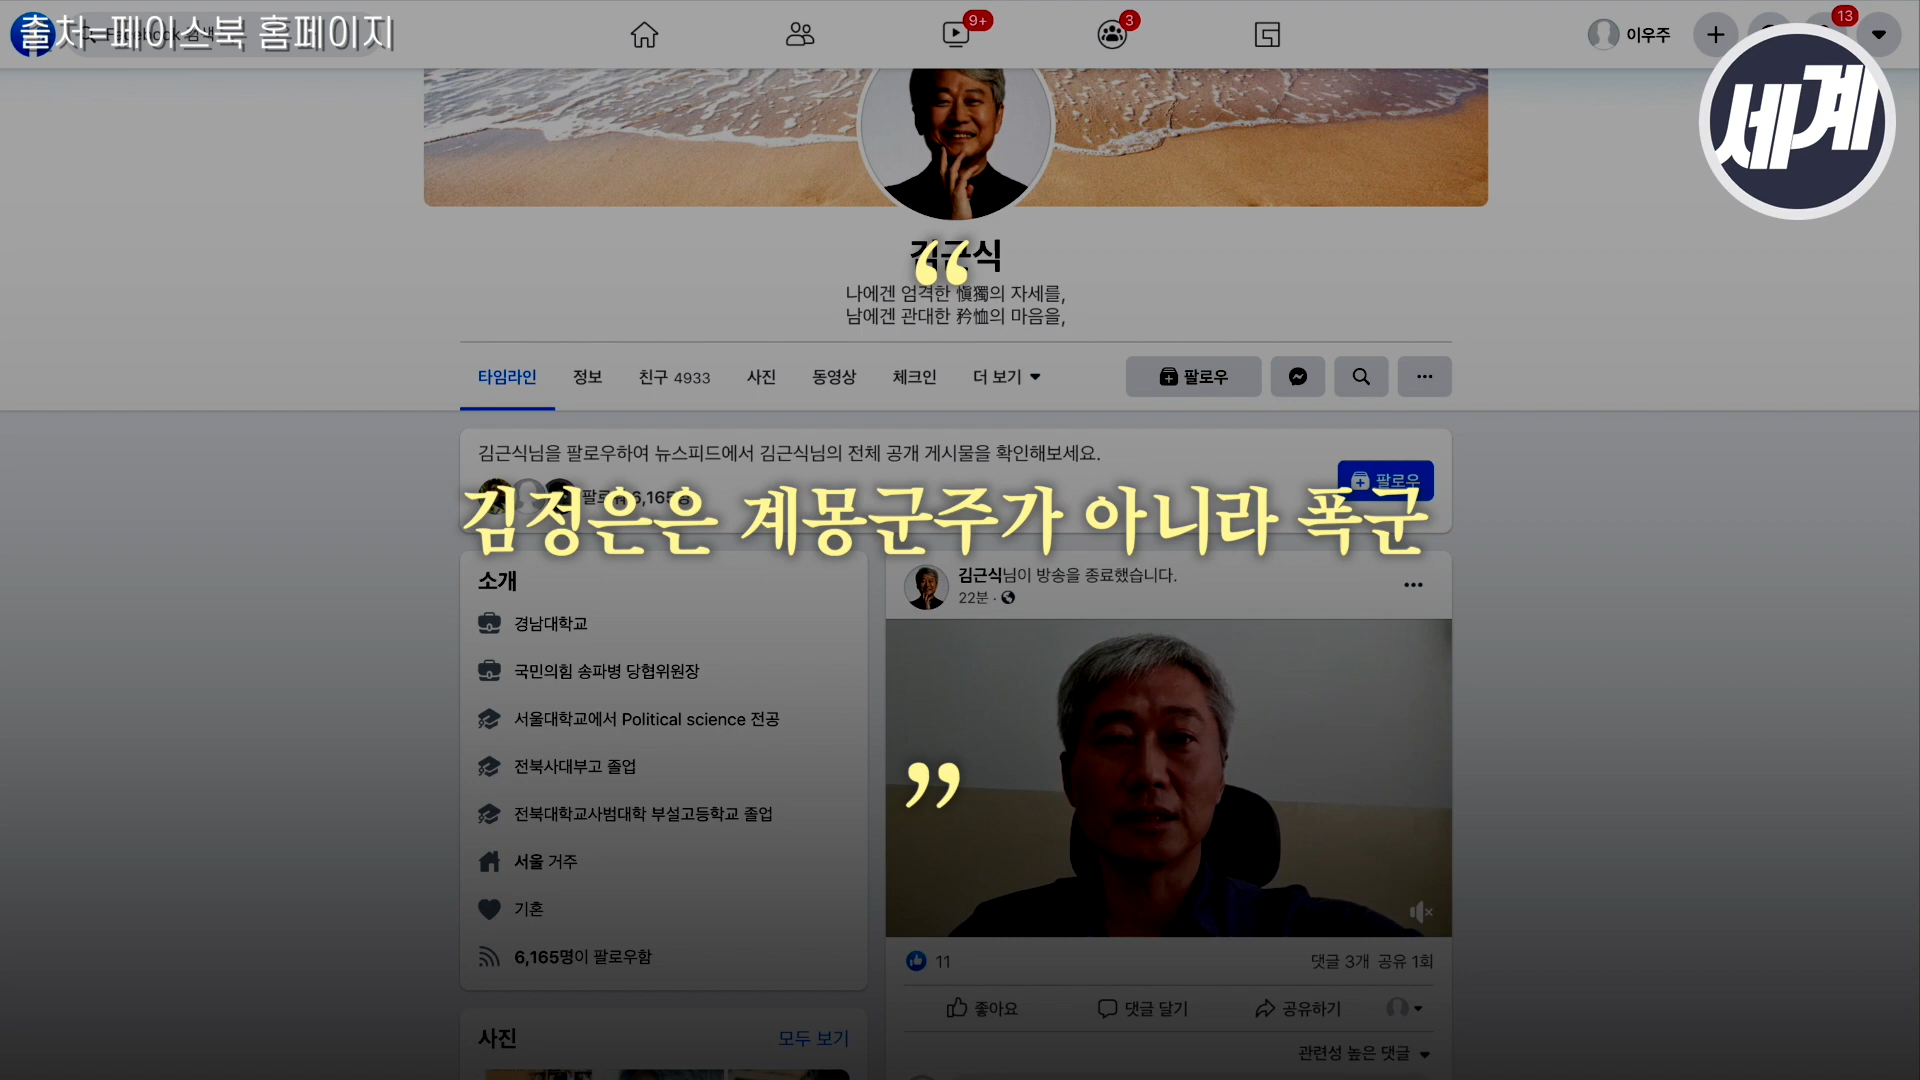 출처=페이스북 홈페이지
9+
3
이우주
13
세계
김근식
나에겐 엄격한 愼獨의 자세를,
남에겐 관대한 矜恤의 마음을,
타임라인 정보 친구 4933 사진 동영상 체크인 더 보기
팔로우
김근식님을 팔로우하여 뉴스피드에서 김근식님의 전체 공개 게시물을 확인해보세요.
팔로우
“
김정은은 계몽군주가 아니라 폭군
”
소개
경남대학교
국민의힘 송파병 당협위원장
서울대학교에서 Political science 전공
전북사대부고 졸업
전북대학교사범대학 부설고등학교 졸업
서울 거주
기혼
6,165명이 팔로우함
사진 모두 보기
김근식님이 방송을 종료했습니다.
22분 ·
11
댓글 3개 공유 1회
좋아요 댓글 달기 공유하기
관련성 높은 댓글